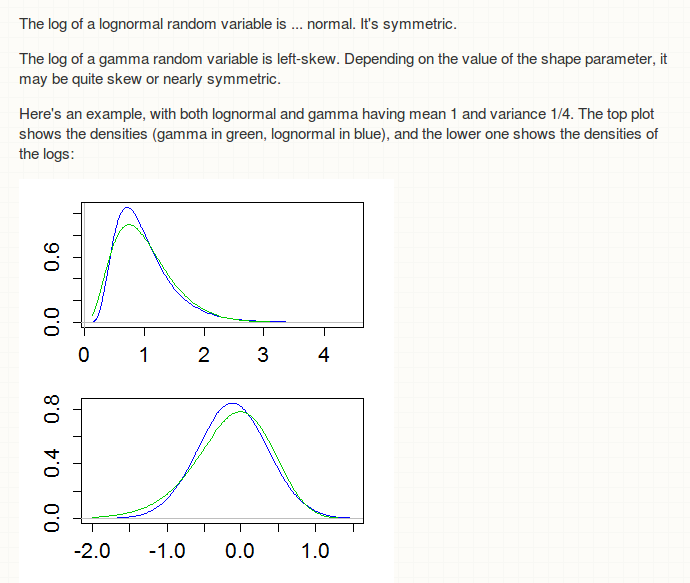 The log of a lognormal random variable is ... normal. It's symmetric.
The log of a gamma random variable is left-skew. Depending on the value of the shape parameter, it
may be quite skew or nearly symmetric.
Here's an example, with both lognormal and gamma having mean 1 and variance 1/4. The top plot
shows the densities (gamma in green, lognormal in blue), and the lower one shows the densities of
the logs:
0.6
0.0
0 1 2 3 4
0.8
0.4
0.0
-2.0 -1.0 0.0 1.0